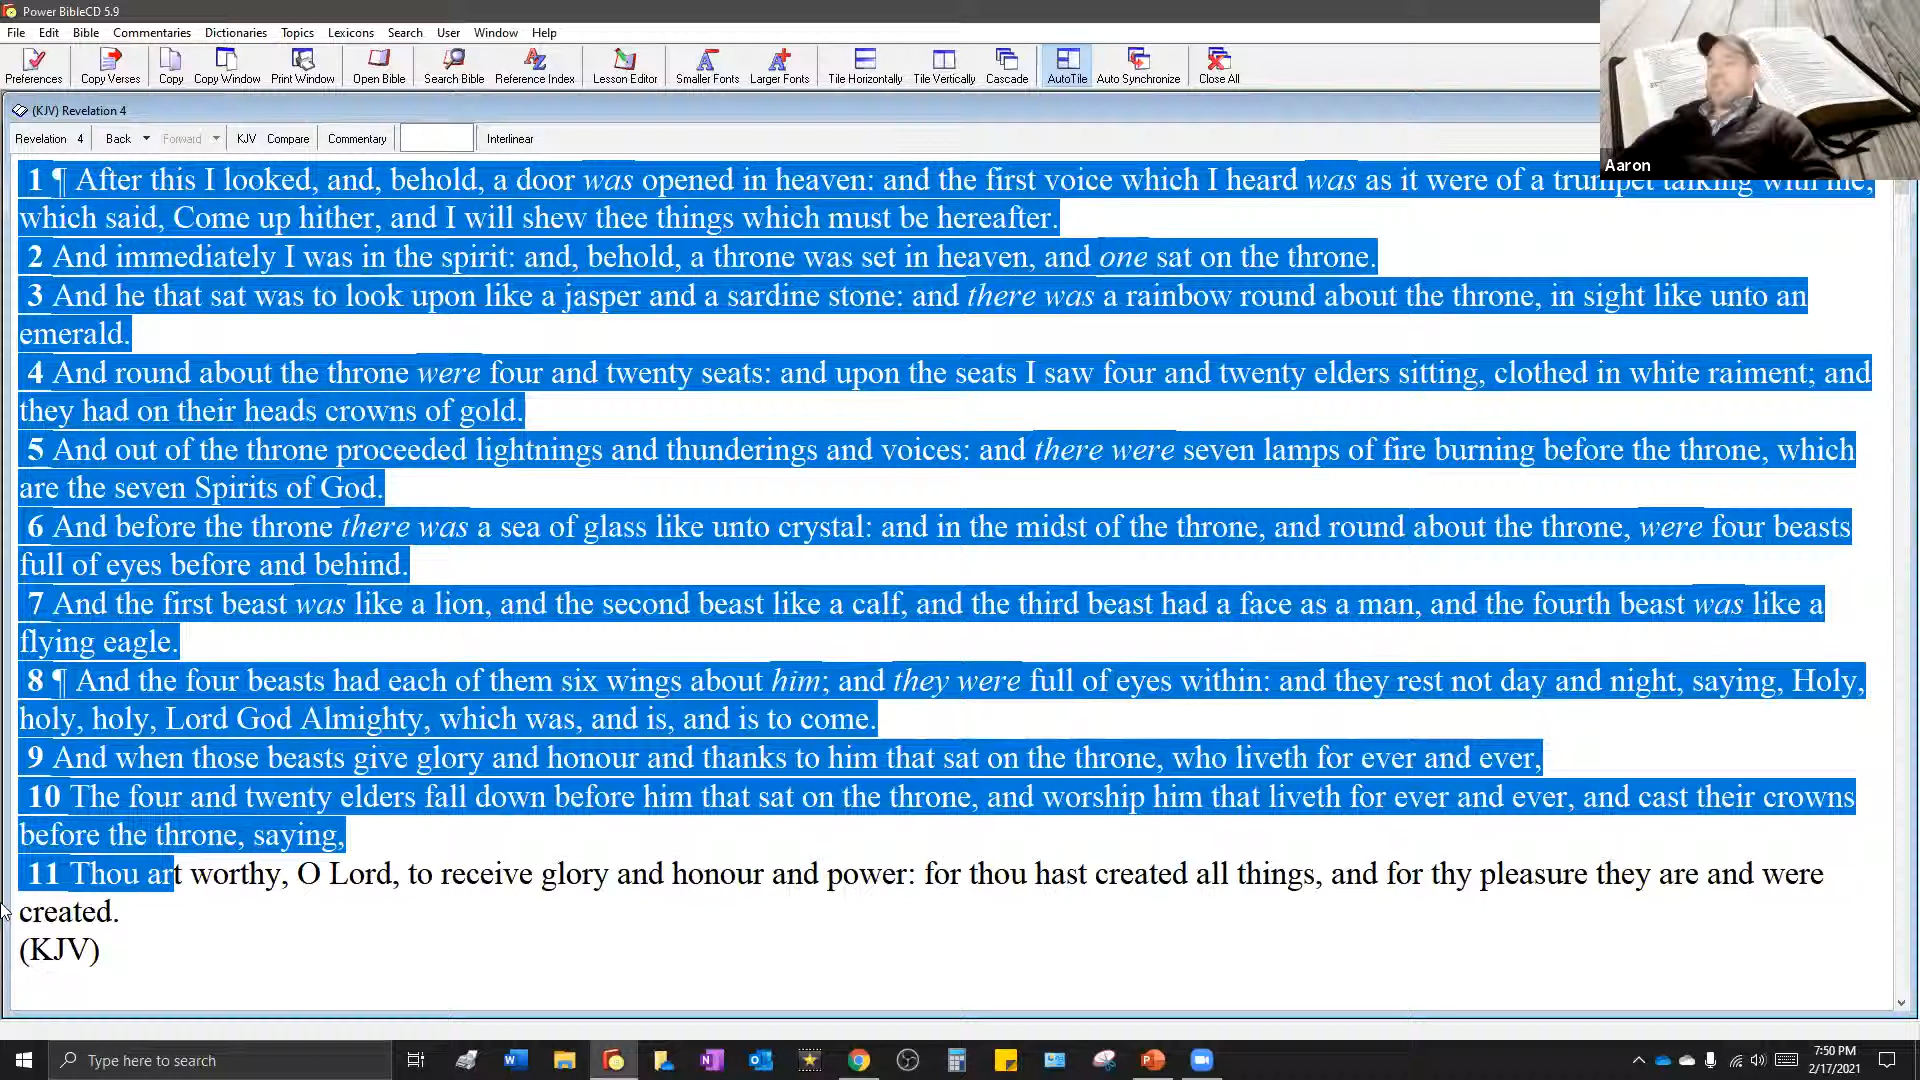 Power BibleCD 5.9
File Edit Bible Commentaries Dictionaries Topics Lexicons Search User Window Help
Preferences Copy Verses Copy Copy Window Print Window Open Bible Search Bible Reference Index Lesson Editor Smaller Fonts Larger Fonts Tile Horizontally Tile Vertically Cascade AutoTile Auto Synchronize Close All
(KJV) Revelation 4
Revelation 4 Back Forward KJV Compare Commentary Interlinear
Aaron
1 ¶ After this I looked, and, behold, a door was opened in heaven: and the first voice which I heard was as it were of a trumpet talking with me,
which said, Come up hither, and I will shew thee things which must be hereafter.
2 And immediately I was in the spirit: and, behold, a throne was set in heaven, and one sat on the throne.
3 And he that sat was to look upon like a jasper and a sardine stone: and there was a rainbow round about the throne, in sight like unto an
emerald.
4 And round about the throne were four and twenty seats: and upon the seats I saw four and twenty elders sitting, clothed in white raiment; and
they had on their heads crowns of gold.
5 And out of the throne proceeded lightnings and thunderings and voices: and there were seven lamps of fire burning before the throne, which
are the seven Spirits of God.
6 And before the throne there was a sea of glass like unto crystal: and in the midst of the throne, and round about the throne, were four beasts
full of eyes before and behind.
7 And the first beast was like a lion, and the second beast like a calf, and the third beast had a face as a man, and the fourth beast was like a
flying eagle.
8 ¶ And the four beasts had each of them six wings about him; and they were full of eyes within: and they rest not day and night, saying, Holy,
holy, holy, Lord God Almighty, which was, and is, and is to come.
9 And when those beasts give glory and honour and thanks to him that sat on the throne, who liveth for ever and ever,
10 The four and twenty elders fall down before him that sat on the throne, and worship him that liveth for ever and ever, and cast their crowns
before the throne, saying,
11 Thou art worthy, O Lord, to receive glory and honour and power: for thou hast created all things, and for thy pleasure they are and were
created.
(KJV)
Type here to search
7:50 PM
2/17/2021